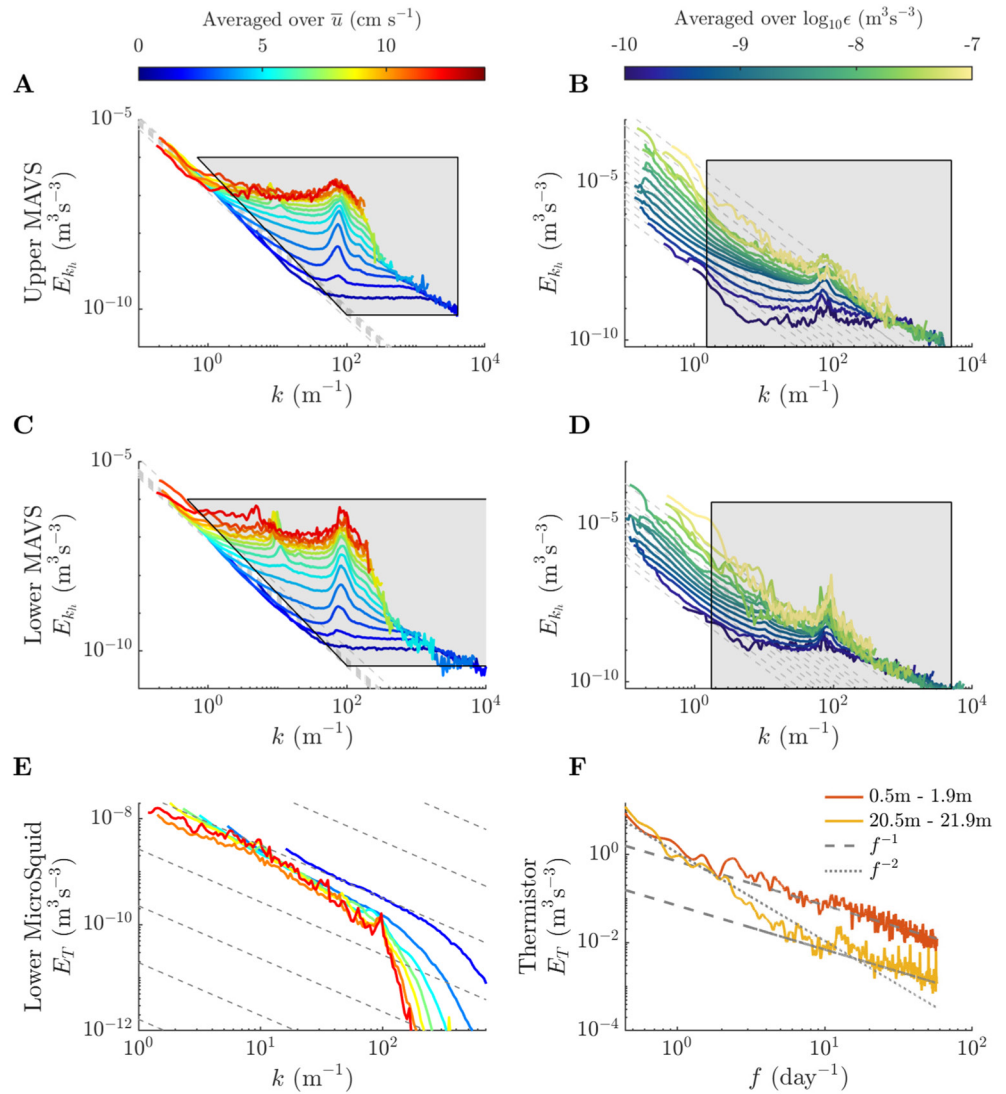 Averaged over u̅ (cm s⁻¹)
0 5 10
Averaged over log₁₀ϵ (m³s⁻³)
-10 -9 -8 -7
A
Upper MAVS
E_{k_h} (m³s⁻³)
10⁻⁵
10⁻¹⁰
10⁰ 10² 10⁴
k (m⁻¹)
B
E_{k_h} (m³s⁻³)
10⁻⁵
10⁻¹⁰
10⁰ 10² 10⁴
k (m⁻¹)
C
Lower MAVS
E_{k_h} (m³s⁻³)
10⁻⁵
10⁻¹⁰
10⁰ 10² 10⁴
k (m⁻¹)
D
E_{k_h} (m³s⁻³)
10⁻⁵
10⁻¹⁰
10⁰ 10² 10⁴
k (m⁻¹)
E
Lower MicroSquid
E_T (m³s⁻³)
10⁻⁸
10⁻¹⁰
10⁻¹²
10⁰ 10¹ 10²
k (m⁻¹)
F
Thermistor
E_T (m³s⁻³)
10⁰
10⁻²
10⁻⁴
0.5m - 1.9m
20.5m - 21.9m
f⁻¹
f⁻²
10⁰ 10¹ 10²
f (day⁻¹)